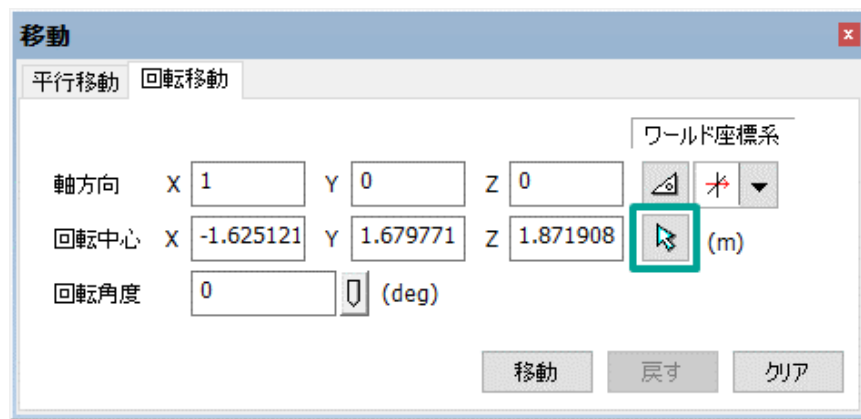 移動
平行移動 回転移動
ワールド座標系
軸方向 X 1 Y 0 Z 0
回転中心 X -1.625121 Y 1.679771 Z 1.871908 (m)
回転角度 0 (deg)
移動 戻す クリア